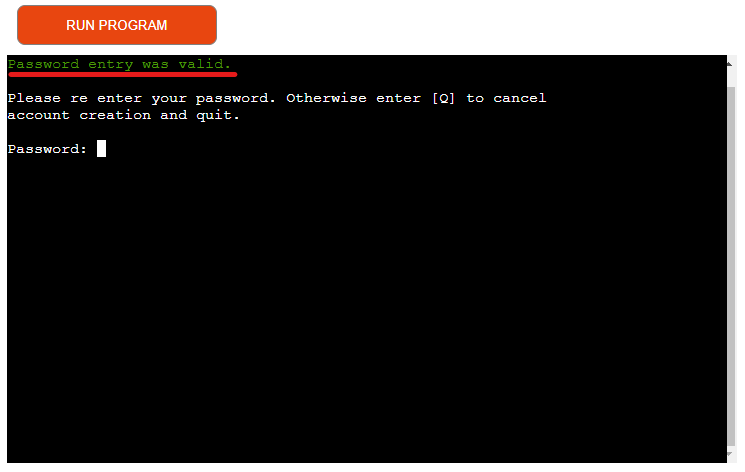 RUN PROGRAM
Password entry was valid.
Please re enter your password. Otherwise enter [Q] to cancel
account creation and quit.
Password: